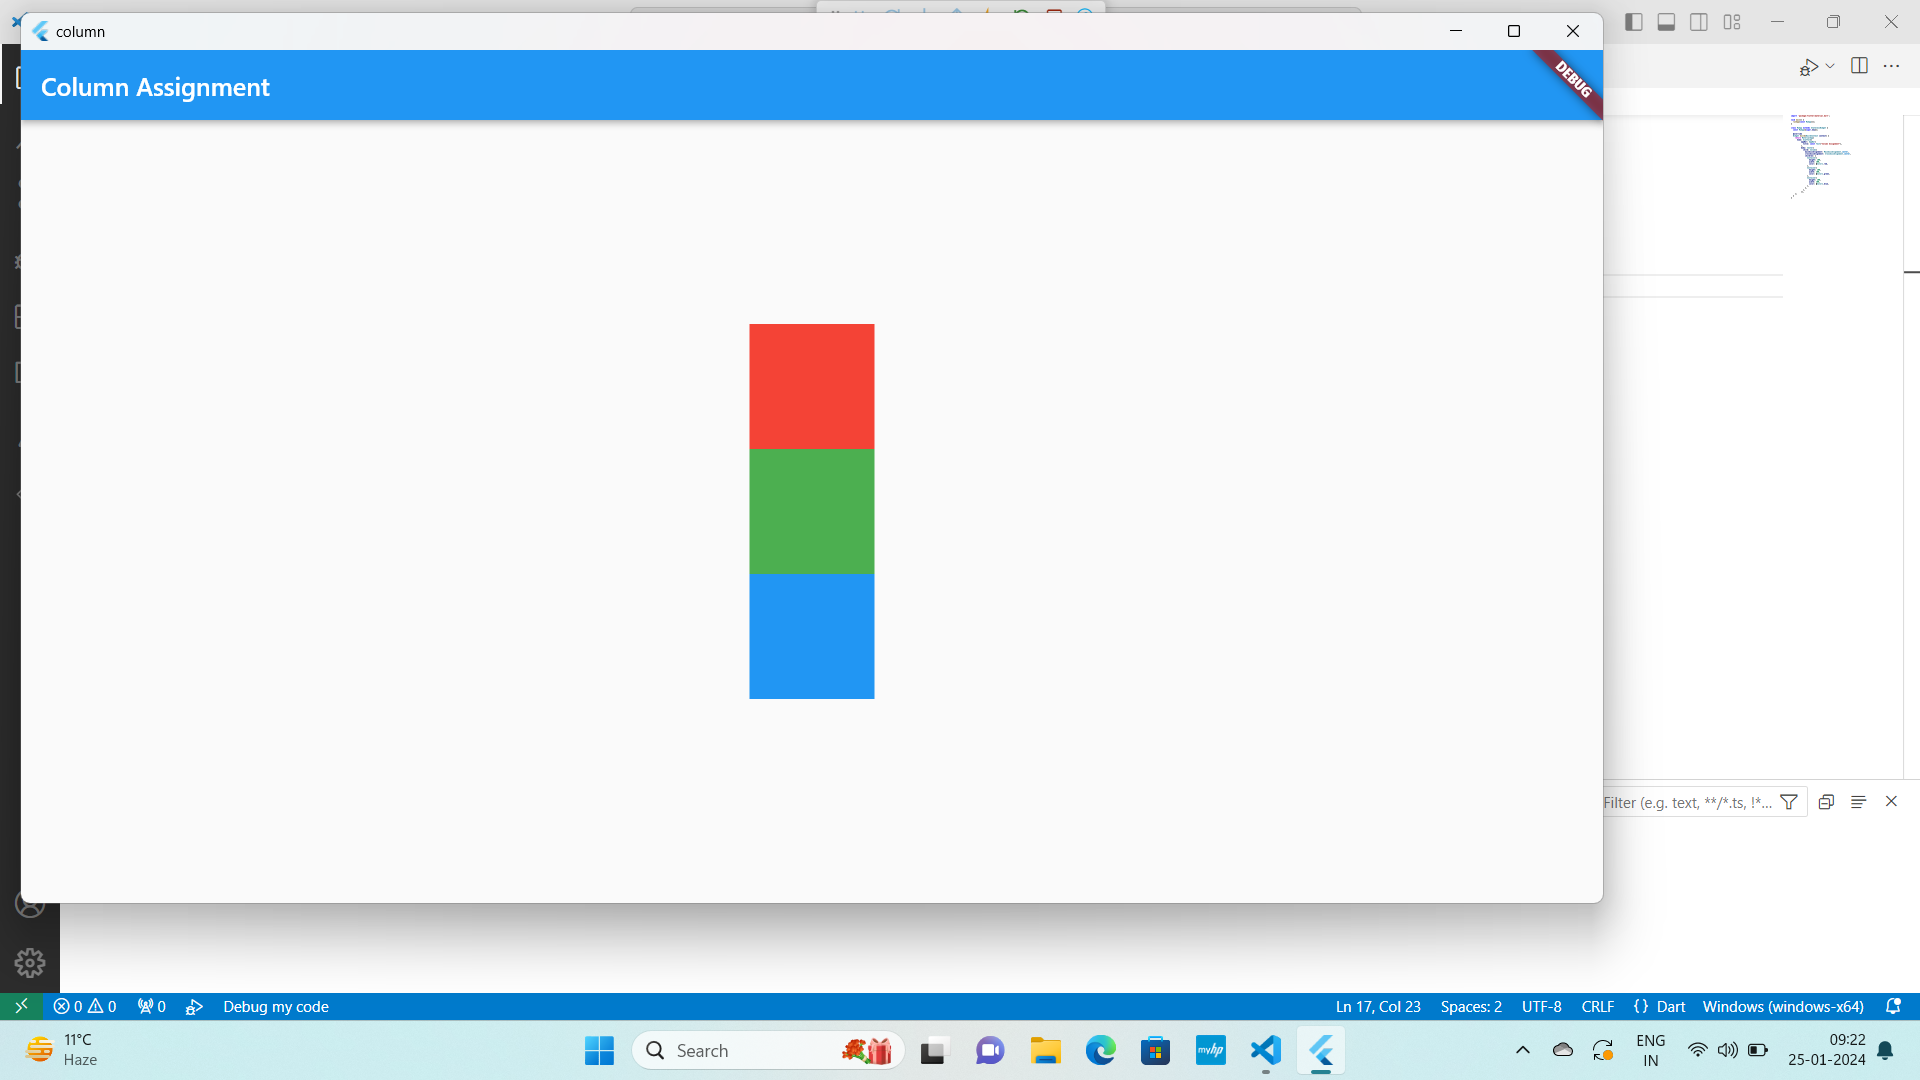 column
Column Assignment
DEBUG
Filter (e.g. text, **/*.ts, !*...
0 0 0 Debug my code Ln 17, Col 23 Spaces: 2 UTF-8 CRLF {} Dart Windows (windows-x64)
11°C
Haze
Search
myhp
ENG
IN
09:22
25-01-2024